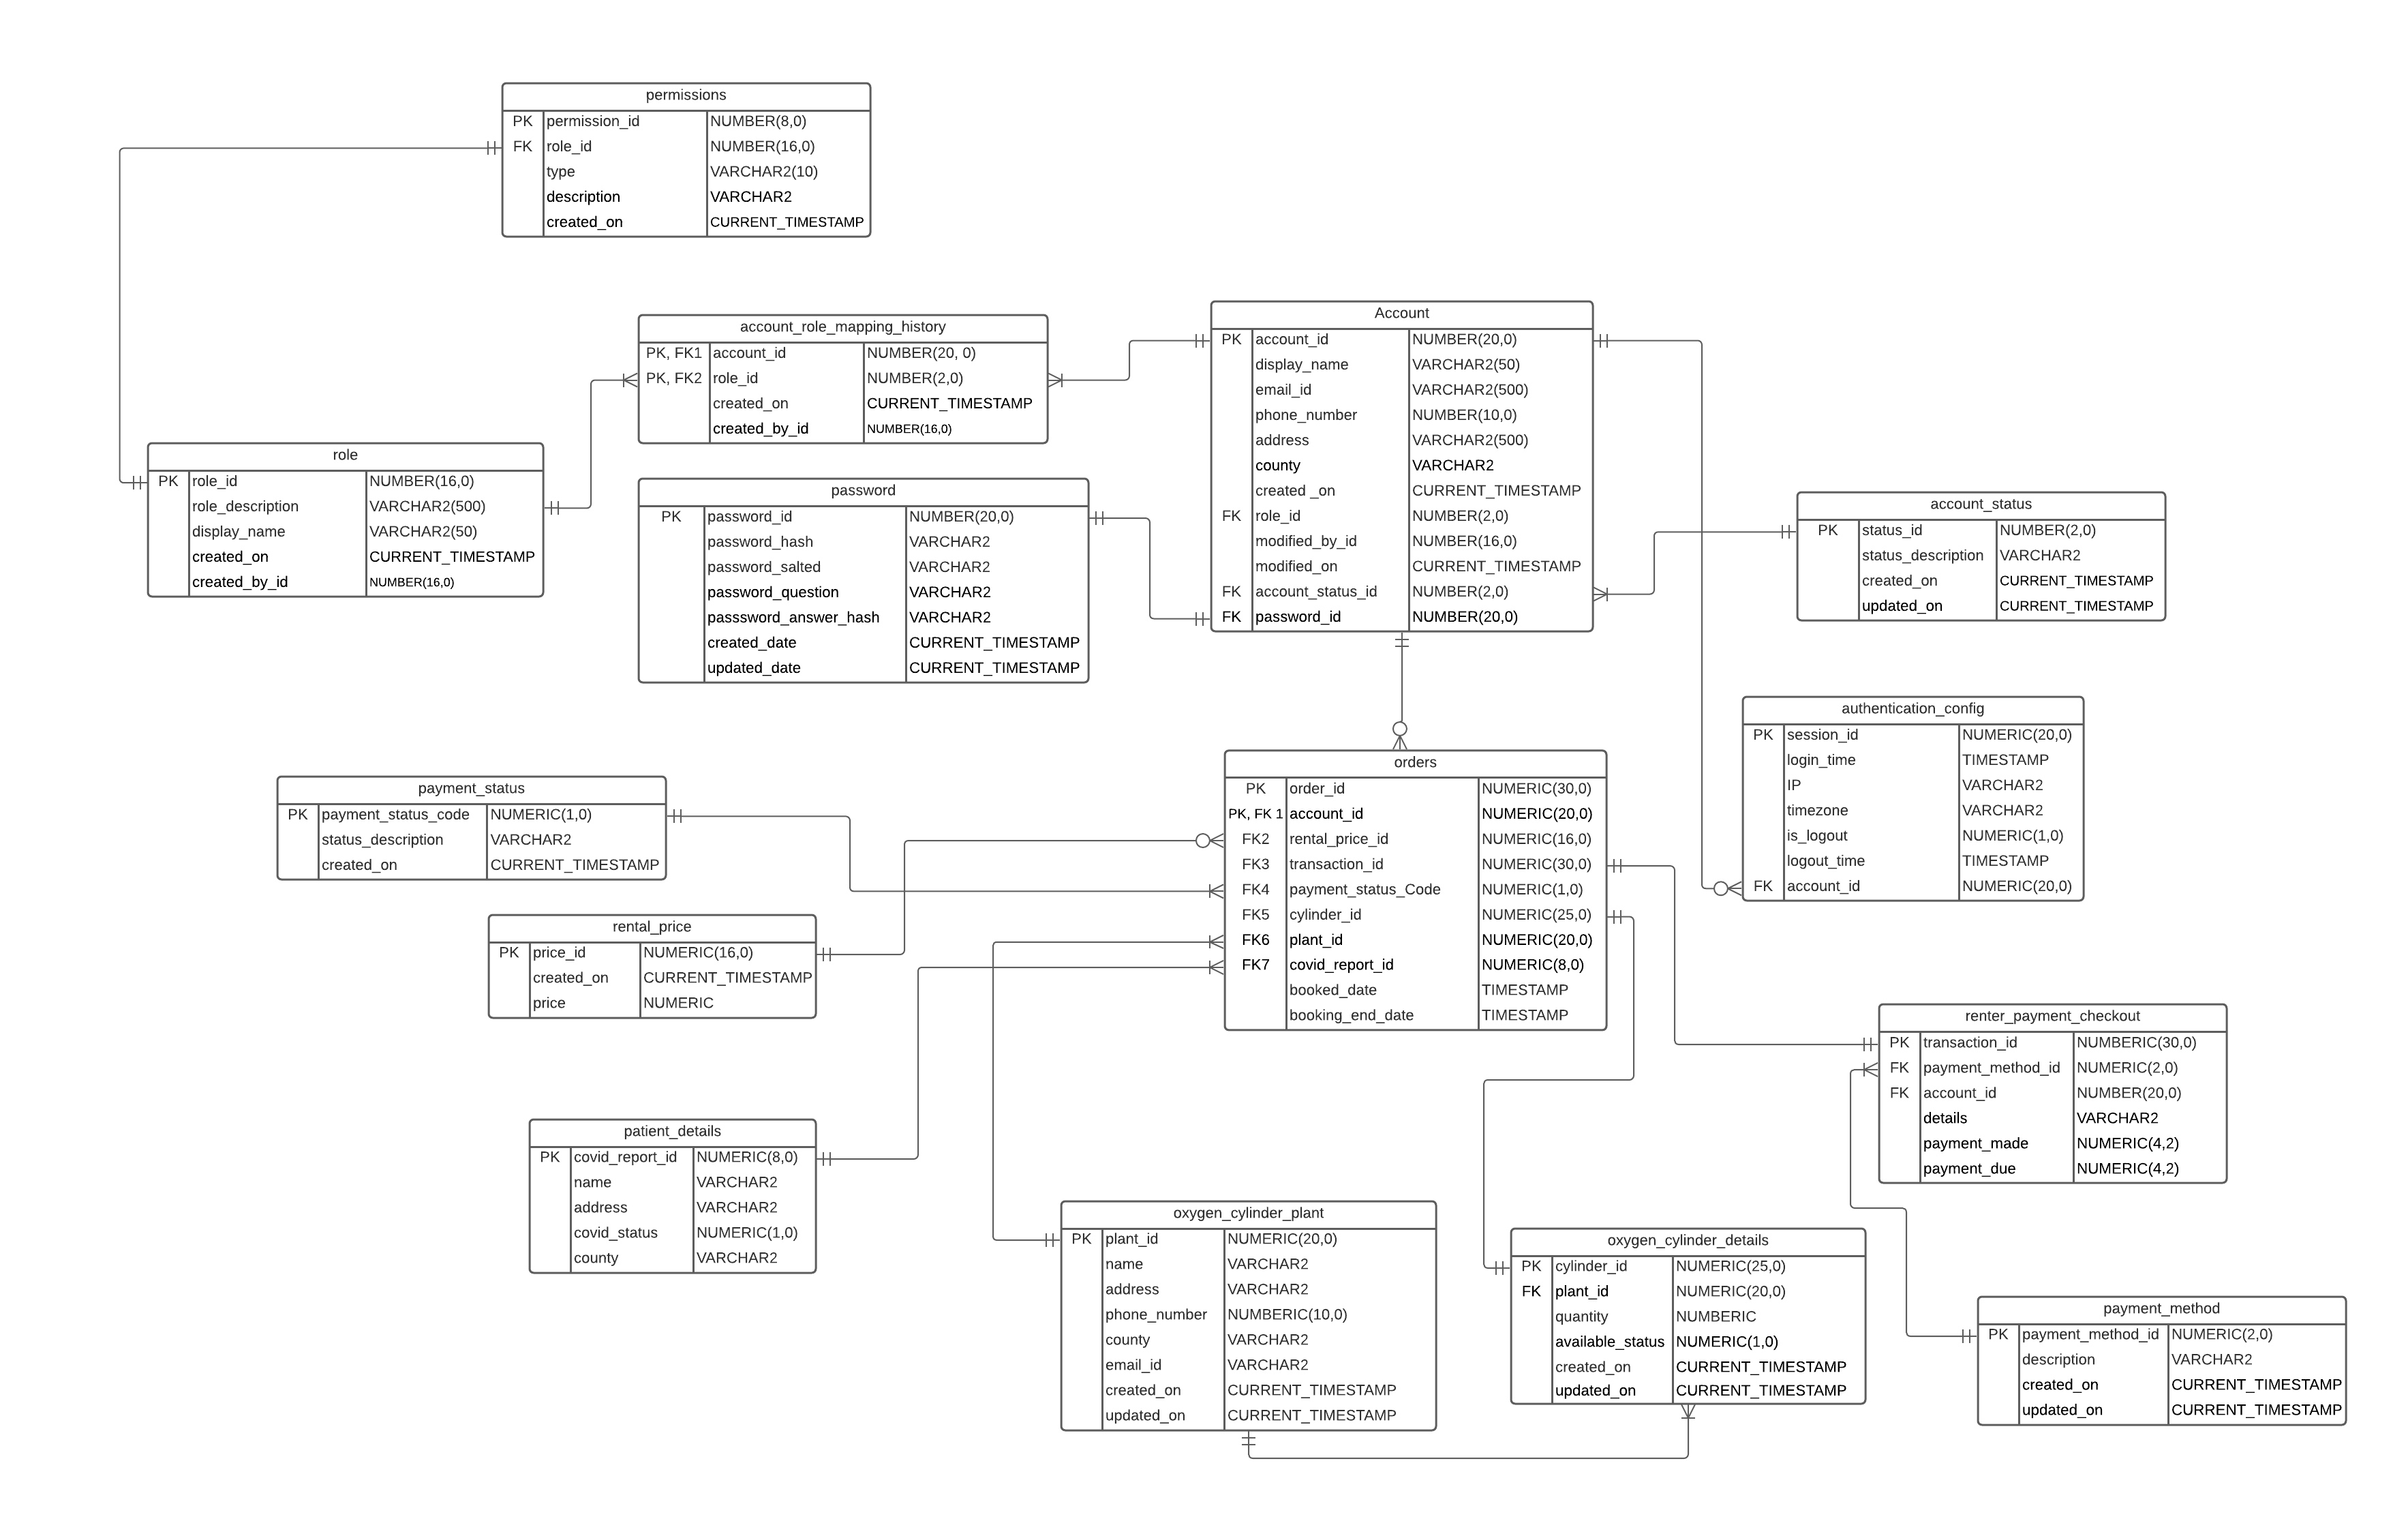 permissions
PK permission_id NUMBER(8,0)
FK role_id NUMBER(16,0)
type VARCHAR2(10)
description VARCHAR2
created_on CURRENT_TIMESTAMP
account_role_mapping_history
PK, FK1 account_id NUMBER(20, 0)
PK, FK2 role_id NUMBER(2,0)
created_on CURRENT_TIMESTAMP
created_by_id NUMBER(16,0)
Account
PK account_id NUMBER(20,0)
display_name VARCHAR2(50)
email_id VARCHAR2(500)
phone_number NUMBER(10,0)
address VARCHAR2(500)
county VARCHAR2
created _on CURRENT_TIMESTAMP
FK role_id NUMBER(2,0)
modified_by_id NUMBER(16,0)
modified_on CURRENT_TIMESTAMP
FK account_status_id NUMBER(2,0)
FK password_id NUMBER(20,0)
role
PK role_id NUMBER(16,0)
role_description VARCHAR2(500)
display_name VARCHAR2(50)
created_on CURRENT_TIMESTAMP
created_by_id NUMBER(16,0)
password
PK password_id NUMBER(20,0)
password_hash VARCHAR2
password_salted VARCHAR2
password_question VARCHAR2
passsword_answer_hash VARCHAR2
created_date CURRENT_TIMESTAMP
updated_date CURRENT_TIMESTAMP
account_status
PK status_id NUMBER(2,0)
status_description VARCHAR2
created_on CURRENT_TIMESTAMP
updated_on CURRENT_TIMESTAMP
authentication_config
PK session_id NUMERIC(20,0)
login_time TIMESTAMP
IP VARCHAR2
timezone VARCHAR2
is_logout NUMERIC(1,0)
logout_time TIMESTAMP
FK account_id NUMERIC(20,0)
payment_status
PK payment_status_code NUMERIC(1,0)
status_description VARCHAR2
created_on CURRENT_TIMESTAMP
orders
PK order_id NUMERIC(30,0)
PK, FK 1 account_id NUMERIC(20,0)
FK2 rental_price_id NUMERIC(16,0)
FK3 transaction_id NUMERIC(30,0)
FK4 payment_status_Code NUMERIC(1,0)
FK5 cylinder_id NUMERIC(25,0)
FK6 plant_id NUMERIC(20,0)
FK7 covid_report_id NUMERIC(8,0)
booked_date TIMESTAMP
booking_end_date TIMESTAMP
rental_price
PK price_id NUMERIC(16,0)
created_on CURRENT_TIMESTAMP
price NUMERIC
renter_payment_checkout
PK transaction_id NUMBERIC(30,0)
FK payment_method_id NUMERIC(2,0)
FK account_id NUMBER(20,0)
details VARCHAR2
payment_made NUMERIC(4,2)
payment_due NUMERIC(4,2)
patient_details
PK covid_report_id NUMERIC(8,0)
name VARCHAR2
address VARCHAR2
covid_status NUMERIC(1,0)
county VARCHAR2
oxygen_cylinder_plant
PK plant_id NUMERIC(20,0)
name VARCHAR2
address VARCHAR2
phone_number NUMBERIC(10,0)
county VARCHAR2
email_id VARCHAR2
created_on CURRENT_TIMESTAMP
updated_on CURRENT_TIMESTAMP
oxygen_cylinder_details
PK cylinder_id NUMERIC(25,0)
FK plant_id NUMERIC(20,0)
quantity NUMBERIC
available_status NUMERIC(1,0)
created_on CURRENT_TIMESTAMP
updated_on CURRENT_TIMESTAMP
payment_method
PK payment_method_id NUMERIC(2,0)
description VARCHAR2
created_on CURRENT_TIMESTAMP
updated_on CURRENT_TIMESTAMP